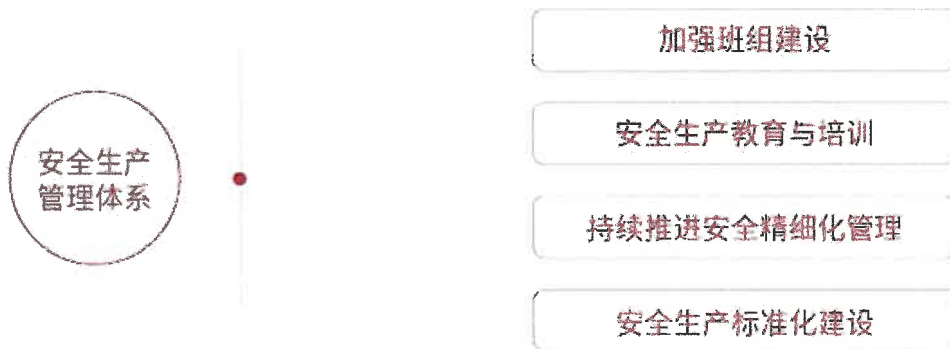 安全生产
管理体系
加强班组建设
安全生产教育与培训
持续推进安全精细化管理
安全生产标准化建设